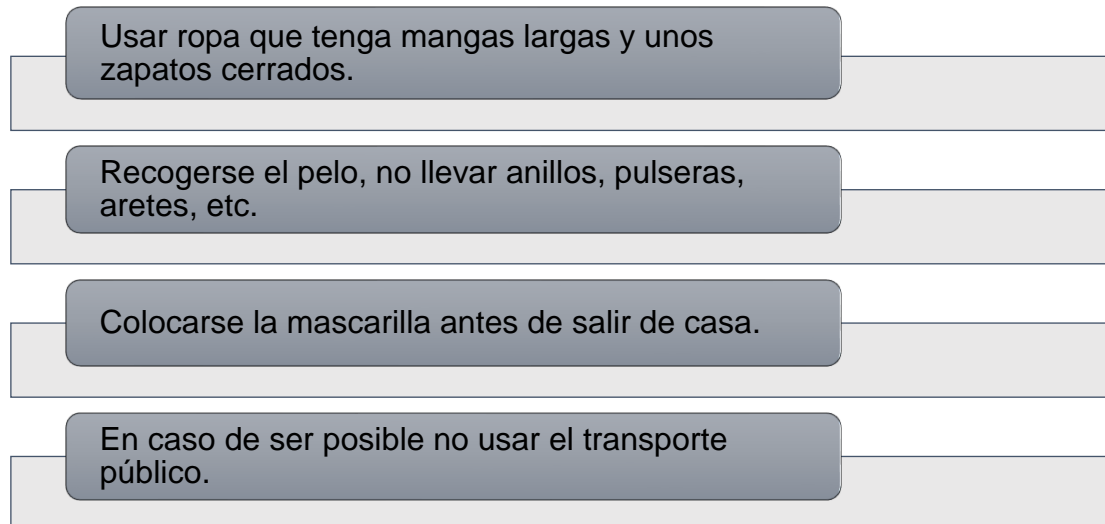 Usar ropa que tenga mangas largas y unos
zapatos cerrados.
Recogerse el pelo, no llevar anillos, pulseras,
aretes, etc.
Colocarse la mascarilla antes de salir de casa.
En caso de ser posible no usar el transporte
público.